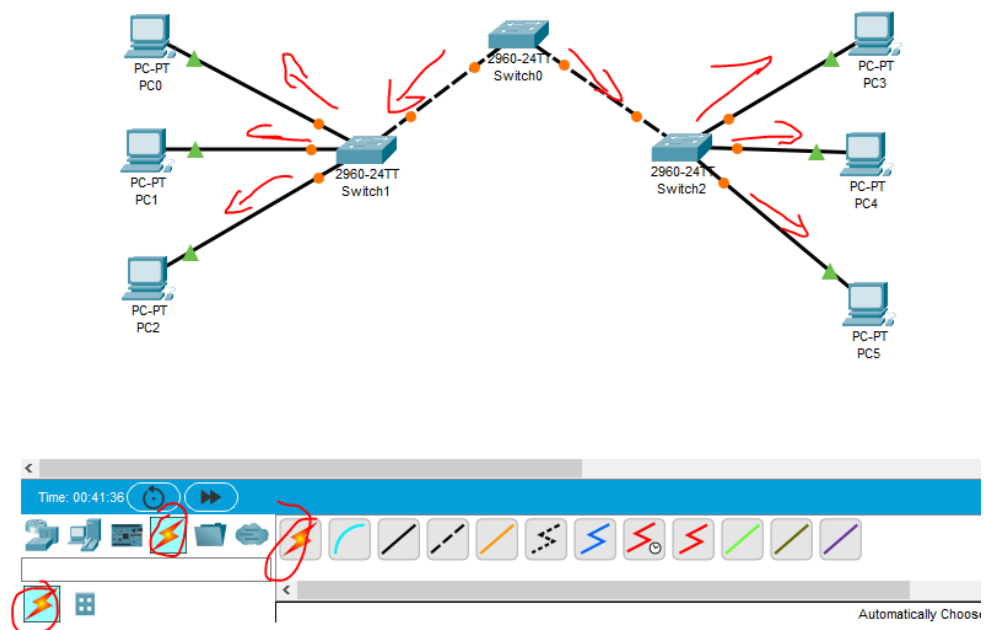 2960-24TT
Switch0
PC-PT
PC0
PC-PT
PC3
PC-PT
PC1
2960-24TT
Switch1
2960-24TT
Switch2
PC-PT
PC4
PC-PT
PC2
PC-PT
PC5
<
Time: 00:41:36
<
Automatically Choose